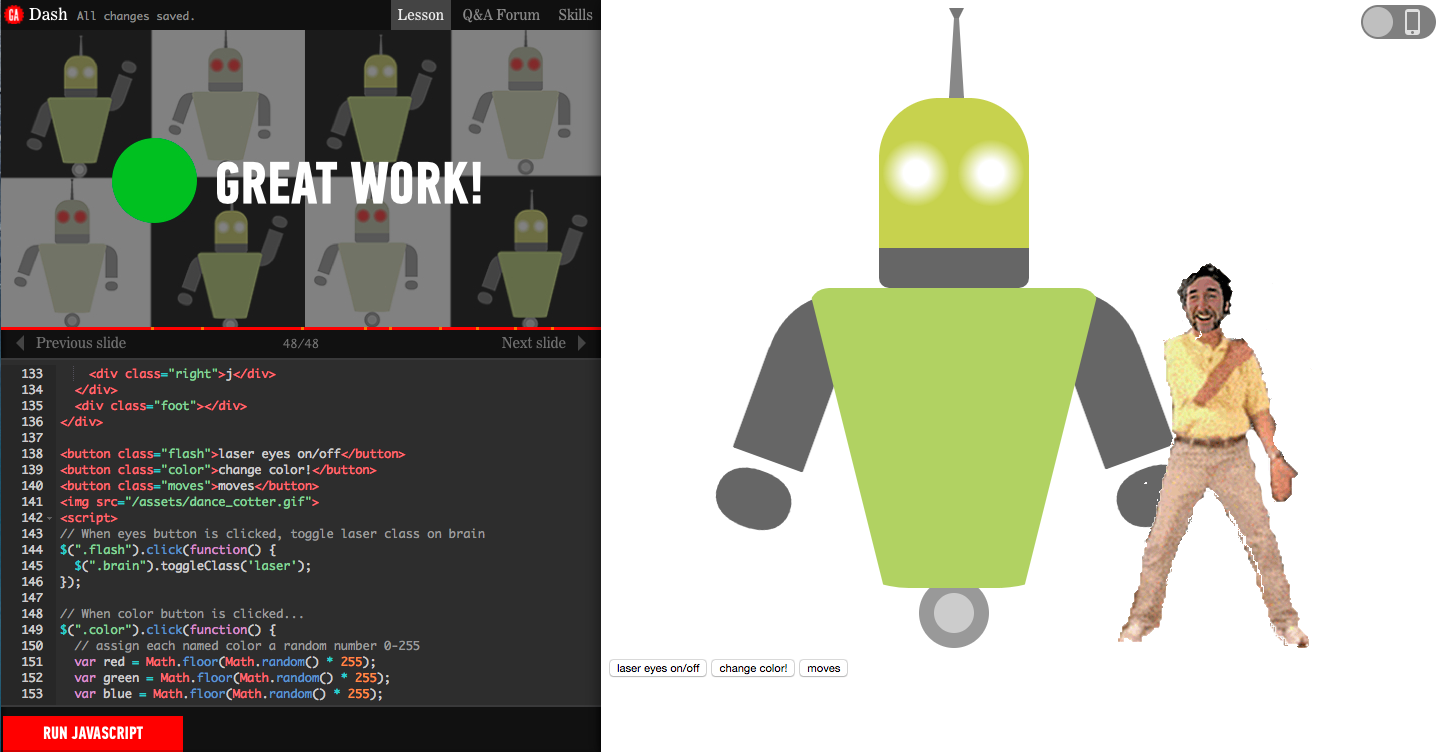 GA Dash All changes saved. Lesson Q&A Forum Skills
GREAT WORK!
Previous slide 48/48 Next slide
133 <div class="right">j</div>
134 </div>
135 <div class="foot"></div>
136 </div>
137
138 <button class="flash">laser eyes on/off</button>
139 <button class="color">change color!</button>
140 <button class="moves">moves</button>
141 <img src="/assets/dance_cotter.gif">
142 <script>
143 // When eyes button is clicked, toggle laser class on brain
144 $(".flash").click(function() {
145 $(".brain").toggleClass('laser');
146 });
147
148 // When color button is clicked...
149 $(".color").click(function() {
150 // assign each named color a random number 0-255
151 var red = Math.floor(Math.random() * 255);
152 var green = Math.floor(Math.random() * 255);
153 var blue = Math.floor(Math.random() * 255);
RUN JAVASCRIPT
laser eyes on/off change color! moves